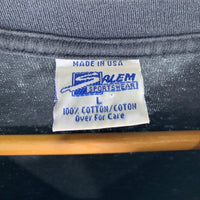 MADE IN USA
SALEM
SPORTSWEAR
L
100% COTTON/COTON
Over For Care